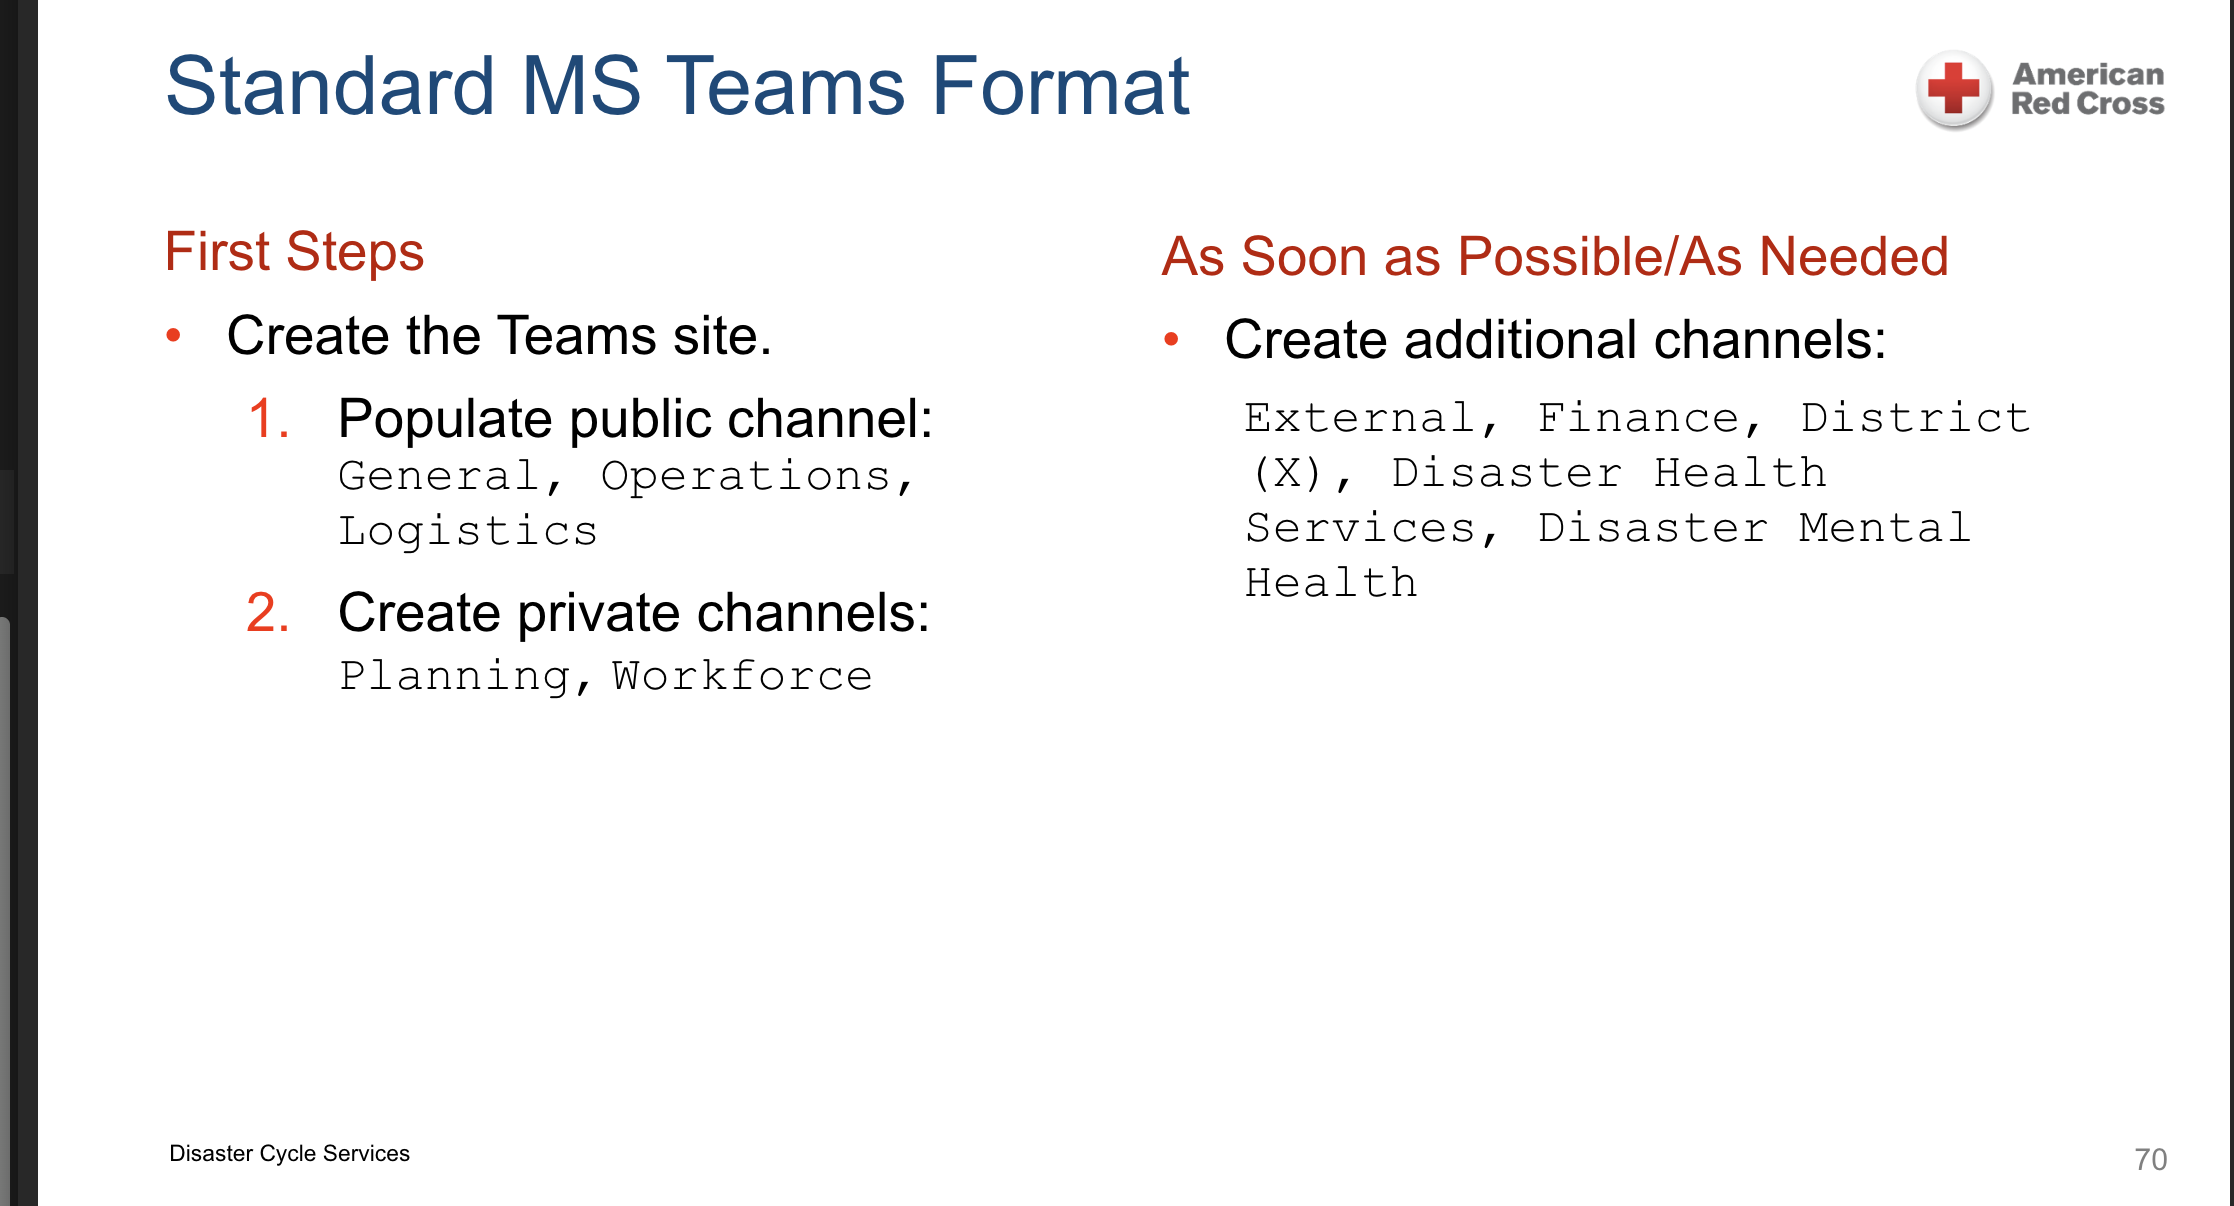 Standard MS Teams Format
American
Red Cross
First Steps
• Create the Teams site.
1. Populate public channel:
General, Operations,
Logistics
2. Create private channels:
Planning, Workforce
As Soon as Possible/As Needed
• Create additional channels:
External, Finance, District
(X), Disaster Health
Services, Disaster Mental
Health
Disaster Cycle Services
70